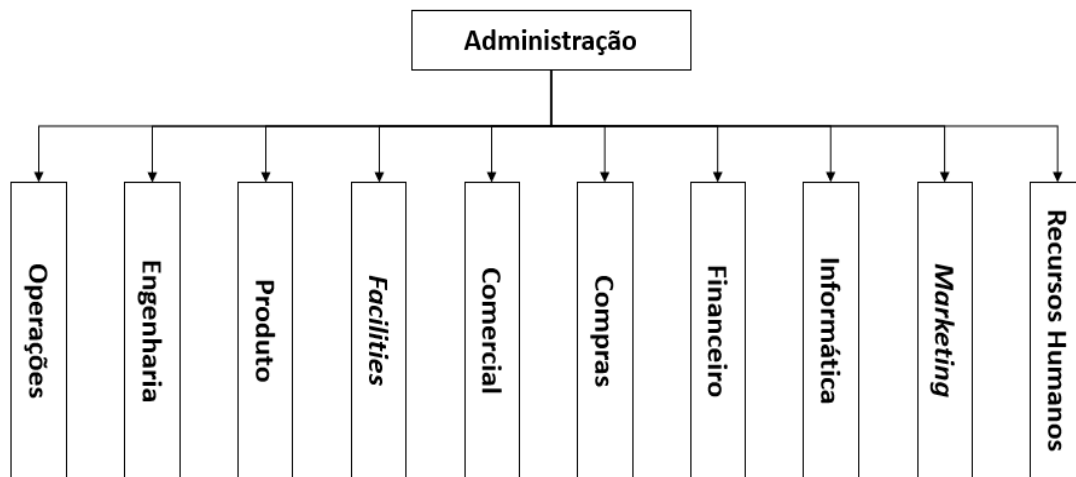 Administração
Operações
Engenharia
Produto
Facilities
Comercial
Compras
Financeiro
Informática
Marketing
Recursos Humanos